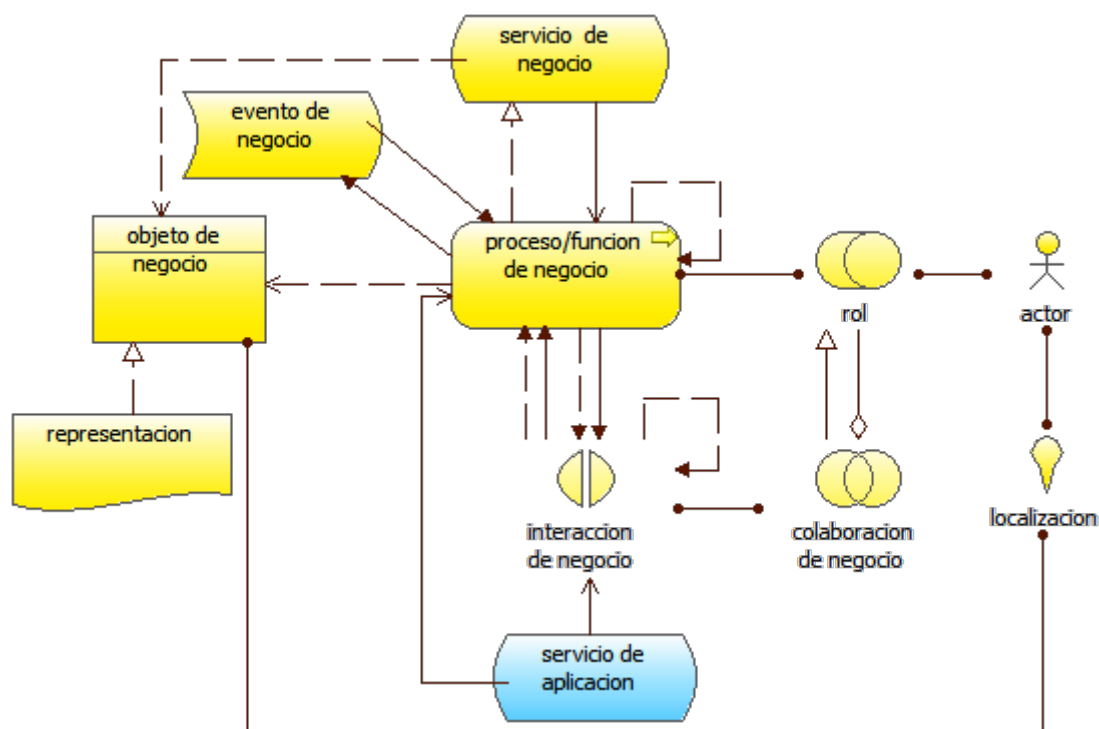 servicio de
negocio
evento de
negocio
objeto de
negocio
proceso/funcion
de negocio
rol
actor
representacion
interaccion
de negocio
colaboracion
de negocio
localizacion
servicio de
aplicacion